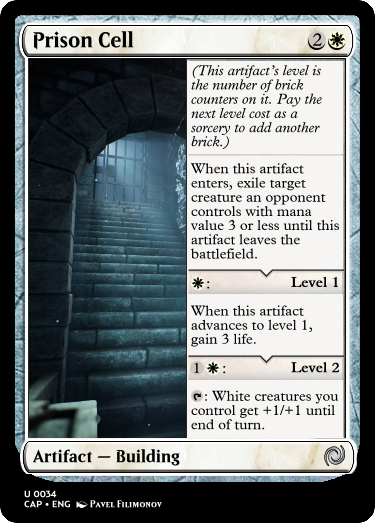 Prison Cell 2
(This artifact's level is
the number of brick
counters on it. Pay the
next level cost as a
sorcery to add another
brick.)
When this artifact
enters, exile target
creature an opponent
controls with mana
value 3 or less until this
artifact leaves the
battlefield.
: Level 1
When this artifact
advances to level 1,
gain 3 life.
1 : Level 2
: White creatures you
control get +1/+1 until
end of turn.
Artifact — Building
U 0034
CAP • ENG Pavel Filimonov